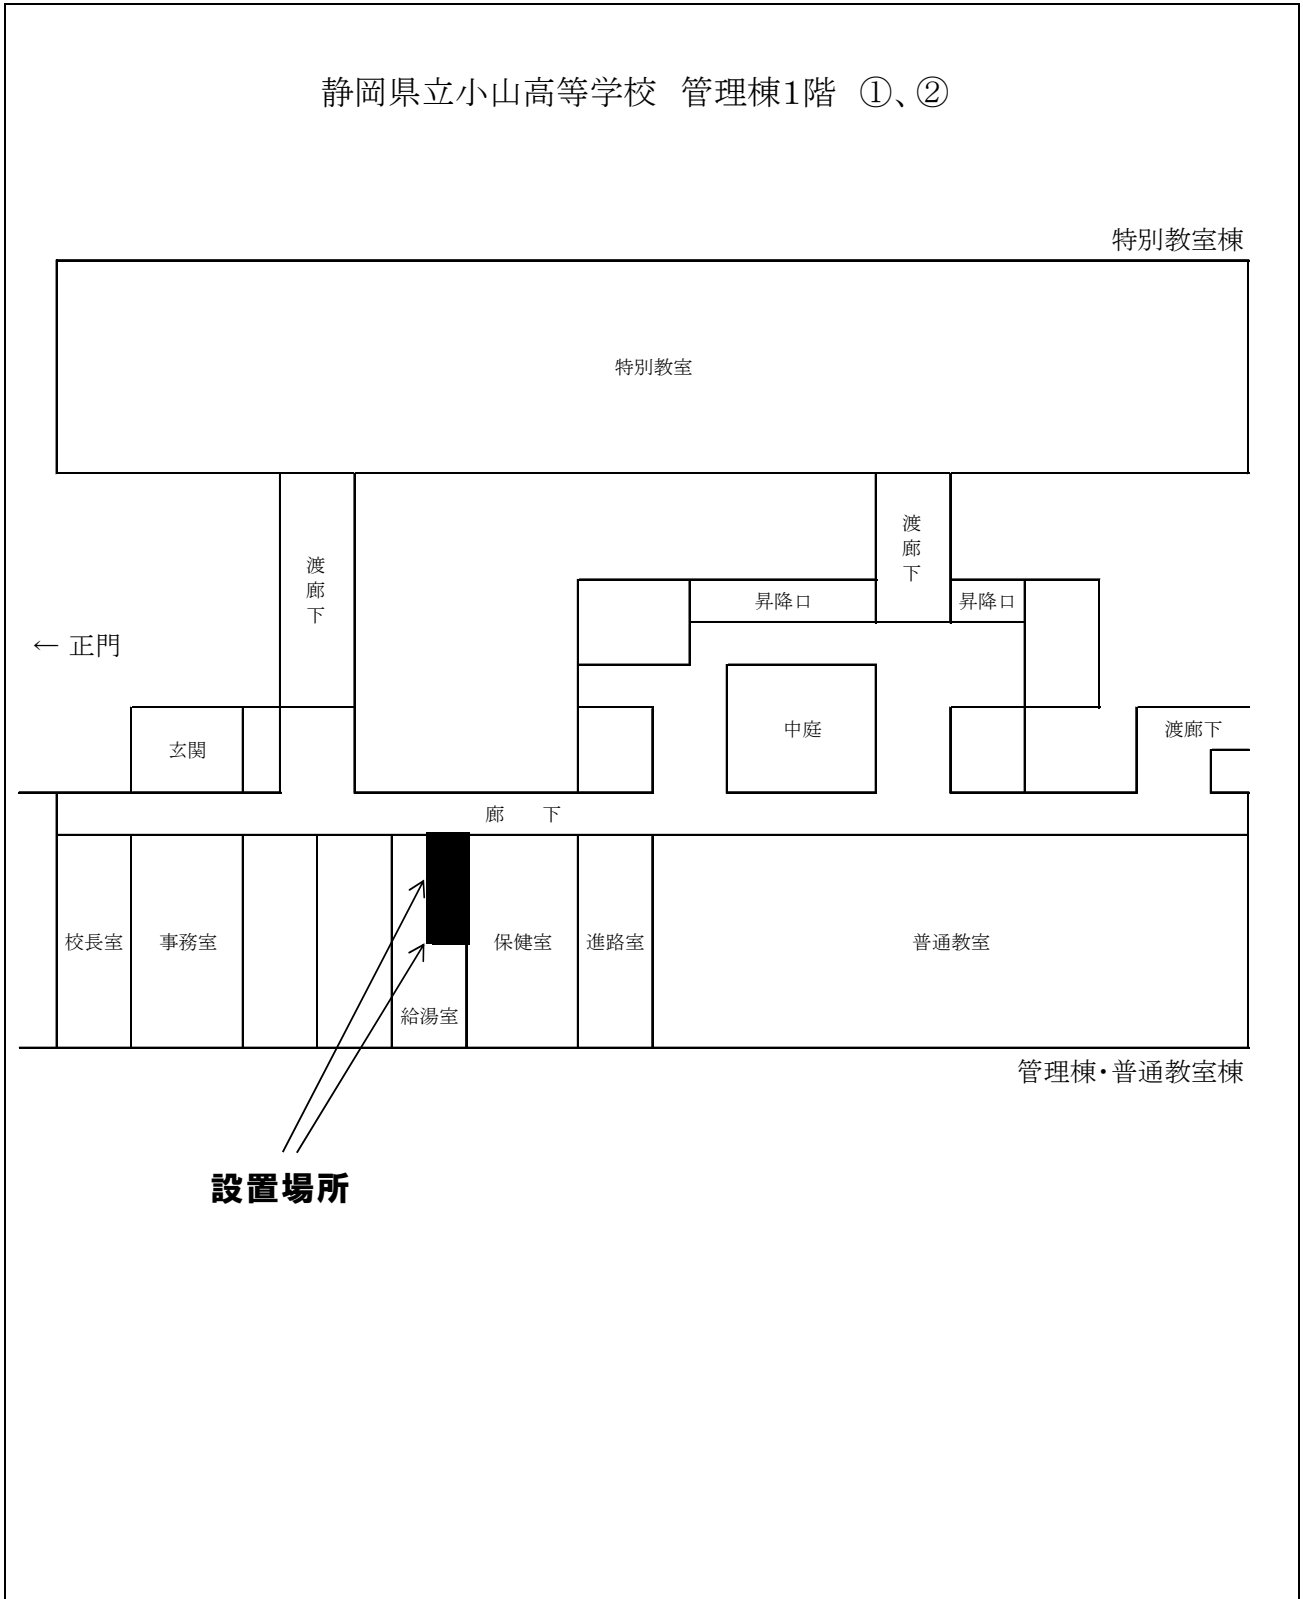 静岡県立小山高等学校 管理棟1階 ①、②
特別教室棟
特別教室
渡廊下
渡廊下
昇降口
昇降口
← 正門
玄関
中庭
渡廊下
廊 下
校長室
事務室
保健室
進路室
普通教室
給湯室
管理棟・普通教室棟
設置場所